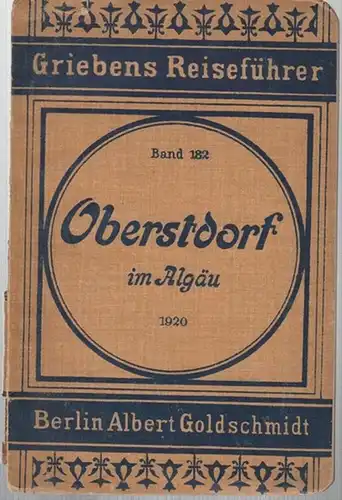 Griebens Reiseführer
Band 182
Oberstdorf
im Algäu
1920
Berlin Albert Goldschmidt